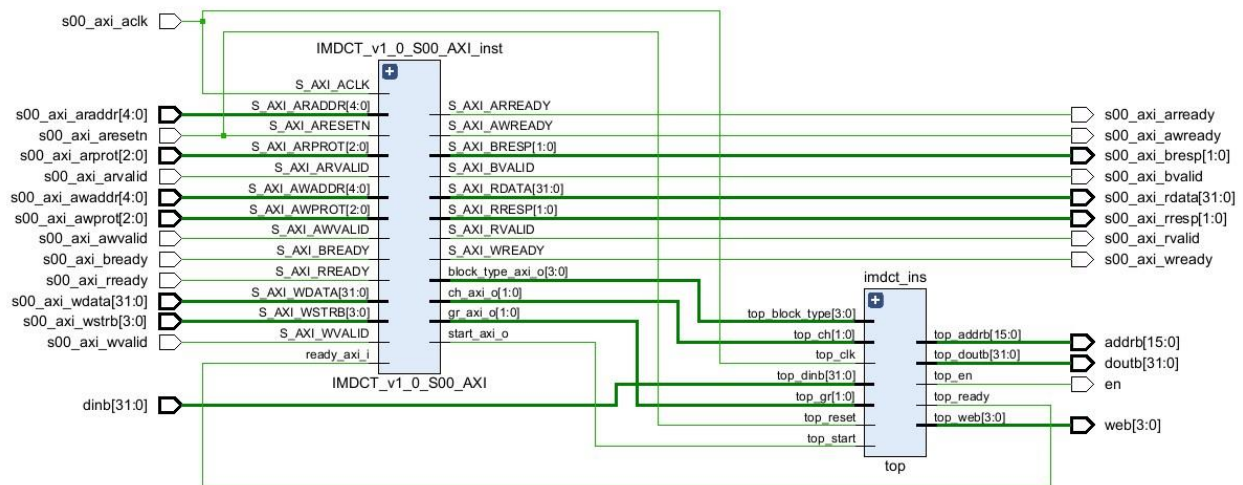 s00_axi_aclk
IMDCT_v1_0_S00_AXI_inst
S_AXI_ACLK
s00_axi_araddr[4:0] S_AXI_ARADDR[4:0] S_AXI_ARREADY s00_axi_arready
s00_axi_aresetn S_AXI_ARESETN S_AXI_AWREADY s00_axi_awready
s00_axi_arprot[2:0] S_AXI_ARPROT[2:0] S_AXI_BRESP[1:0] s00_axi_bresp[1:0]
s00_axi_arvalid S_AXI_ARVALID S_AXI_BVALID s00_axi_bvalid
s00_axi_awaddr[4:0] S_AXI_AWADDR[4:0] S_AXI_RDATA[31:0] s00_axi_rdata[31:0]
s00_axi_awprot[2:0] S_AXI_AWPROT[2:0] S_AXI_RRESP[1:0] s00_axi_rresp[1:0]
s00_axi_awvalid S_AXI_AWVALID S_AXI_RVALID s00_axi_rvalid
s00_axi_bready S_AXI_BREADY S_AXI_WREADY s00_axi_wready
s00_axi_rready S_AXI_RREADY block_type_axi_o[3:0] imdct_ins
s00_axi_wdata[31:0] S_AXI_WDATA[31:0] ch_axi_o[1:0]
s00_axi_wstrb[3:0] S_AXI_WSTRB[3:0] gr_axi_o[1:0] top_block_type[3:0]
s00_axi_wvalid S_AXI_WVALID start_axi_o top_ch[1:0] top_addrb[15:0] addrb[15:0]
ready_axi_i top_clk top_doutb[31:0] doutb[31:0]
IMDCT_v1_0_S00_AXI top_dinb[31:0] top_en en
dinb[31:0] top_gr[1:0] top_ready
top_reset top_web[3:0] web[3:0]
top_start
top